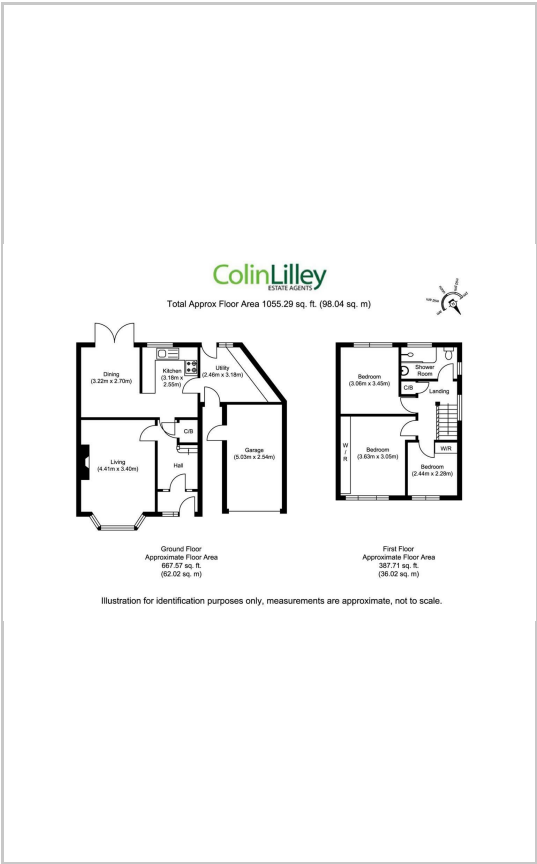 ColinLilley
ESTATE AGENTS
Total Approx Floor Area 1055.29 sq. ft. (98.04 sq. m)
Dining
(3.22m x 2.70m)
Kitchen
(3.18m x
2.55m)
Utility
(2.46m x 3.18m)
C/B
Living
(4.41m x 3.40m)
Hall
Garage
(5.03m x 2.54m)
Bedroom
(3.06m x 3.45m)
Shower
Room
C/B
Landing
W/R
Bedroom
(3.63m x 3.05m)
W/R
Bedroom
(2.44m x 2.28m)
Ground Floor
Approximate Floor Area
667.57 sq. ft.
(62.02 sq. m)
First Floor
Approximate Floor Area
387.71 sq. ft.
(36.02 sq. m)
Illustration for identification purposes only, measurements are approximate, not to scale.